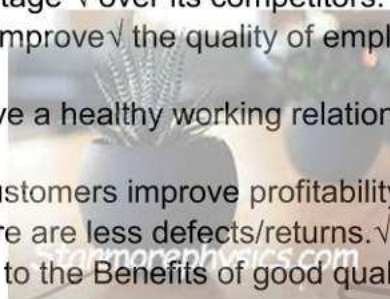 tage √ over its competitors.
mprove√ the quality of empl
ve a healthy working relation
ustomers improve profitability
re are less defects/returns.√
Stanmorephysics.com
to the Benefits of good qual